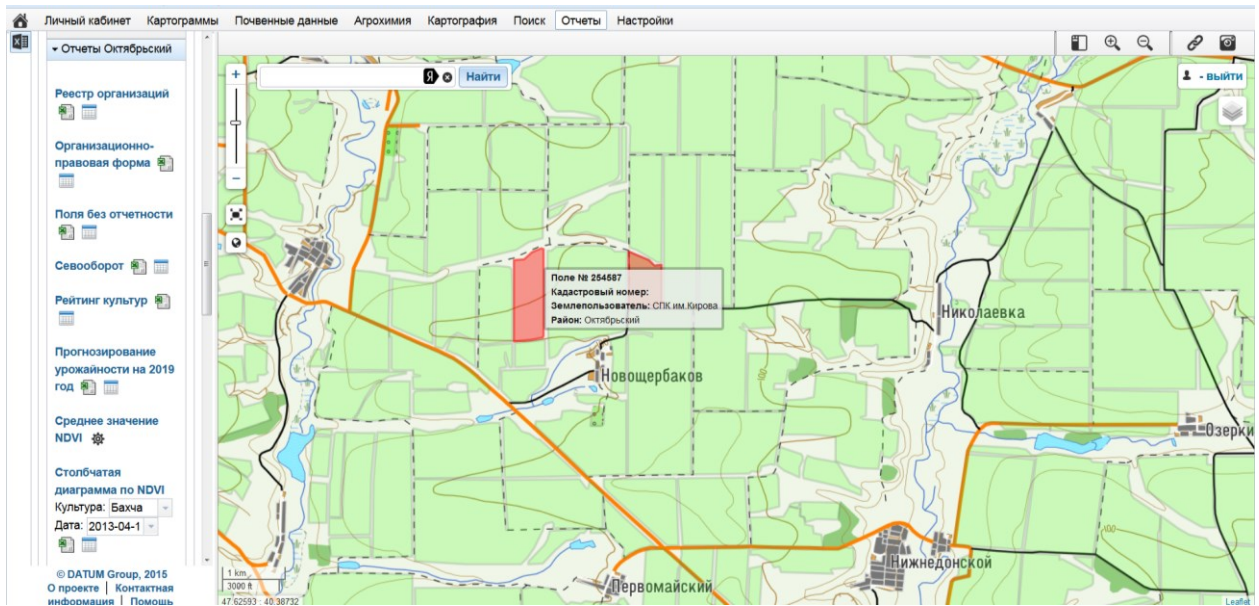 Личный кабинет Картограммы Почвенные данные Агрохимия Картография Поиск Отчеты Настройки
Отчеты Октябрьский
Реестр организаций
Организационно-
правовая форма
Поля без отчетности
Севооборот
Рейтинг культур
Прогнозирование
урожайности на 2019
год
Среднее значение
NDVI
Столбчатая
диаграмма по NDVI
Культура: Бахча
Дата: 2013-04-1
© DATUM Group, 2015
О проекте | Контактная
информация | Помощь
+
Я
Найти
- выйти
−
Поле № 254587
Кадастровый номер:
Землепользователь: СПК им.Кирова
Район: Октябрьский
Николаевка
Новощербаков
Озерки
100
100
Нижнедонской
Первомайский
1 km
3000 ft
47.62593 : 40.38732
Leaflet